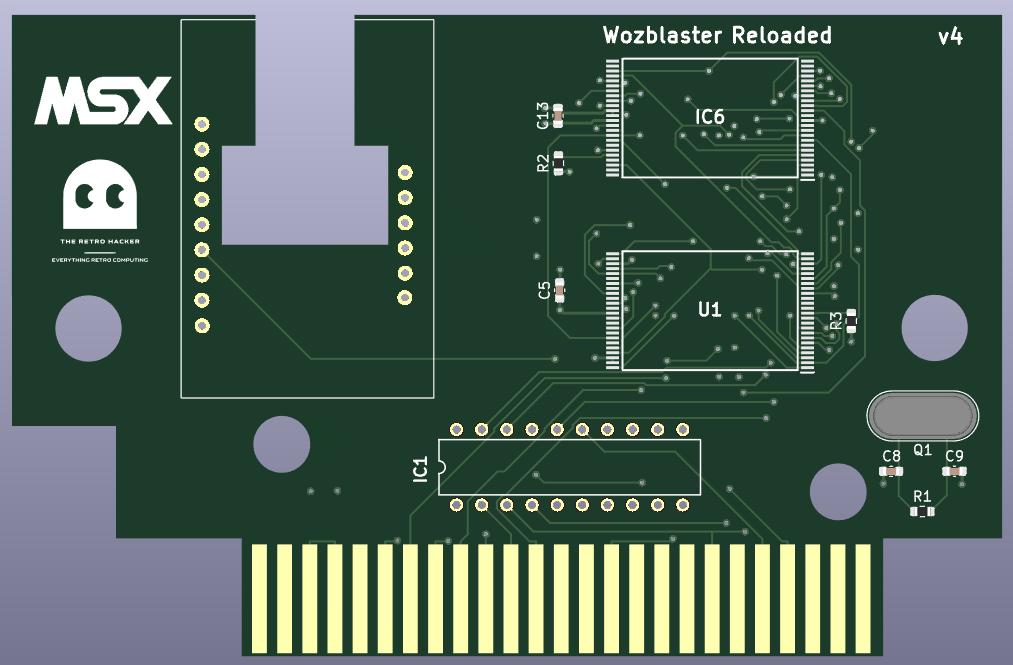 Wozblaster Reloaded
v4
MSX
C13
IC6
R2
THE RETRO HACKER
EVERYTHING RETRO COMPUTING
C5
U1
R3
IC1
Q1
C8
C9
R1